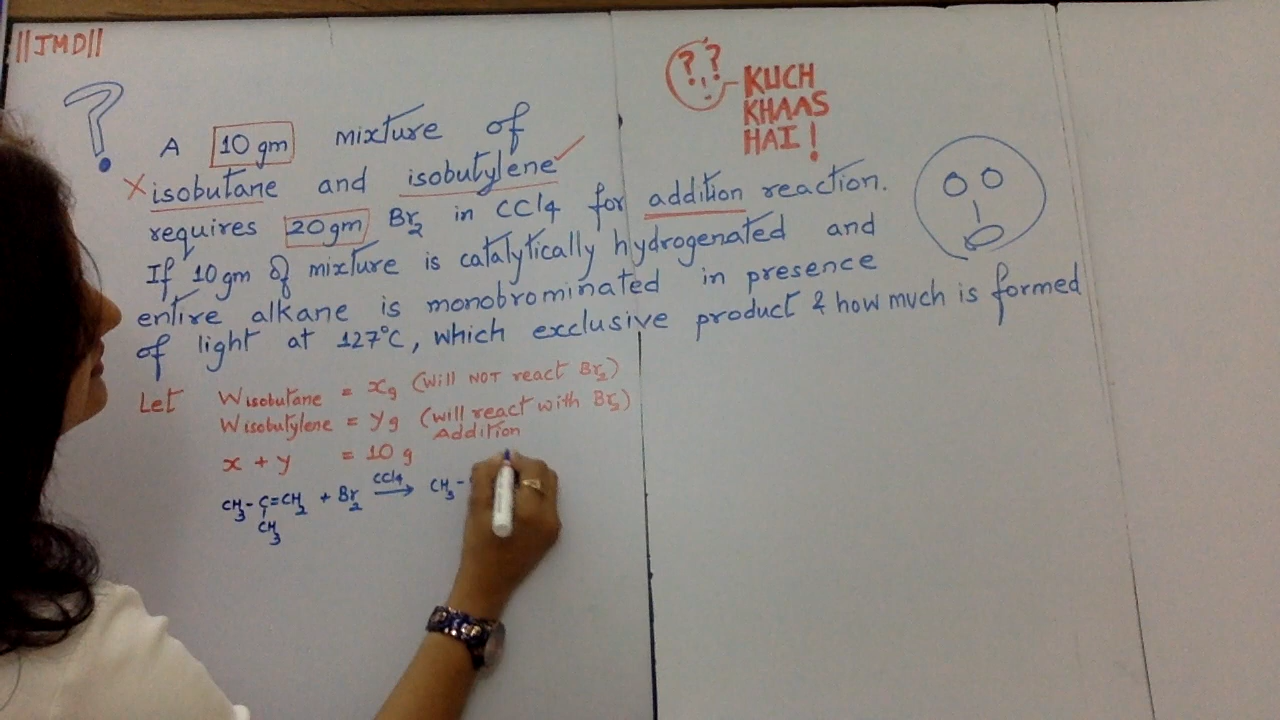 ||JMD||
? ?
KUCH
KHAAS
HAI !
?
A 10 gm mixture of
X isobutane and isobutylene ✓
requires 20gm Br2 in CCl4 for addition reaction.
If 10gm of mixture is catalytically hydrogenated and
entire alkane is monobrominated in presence
of light at 127°C, which exclusive product & how much is formed
Let Wisobutane = xg (will NOT react Br2)
Wisobutylene = yg (will react with Br2)
Addition
x + y = 10 g
CH3-C=CH2 + Br2 CCl4→ CH3-
CH3